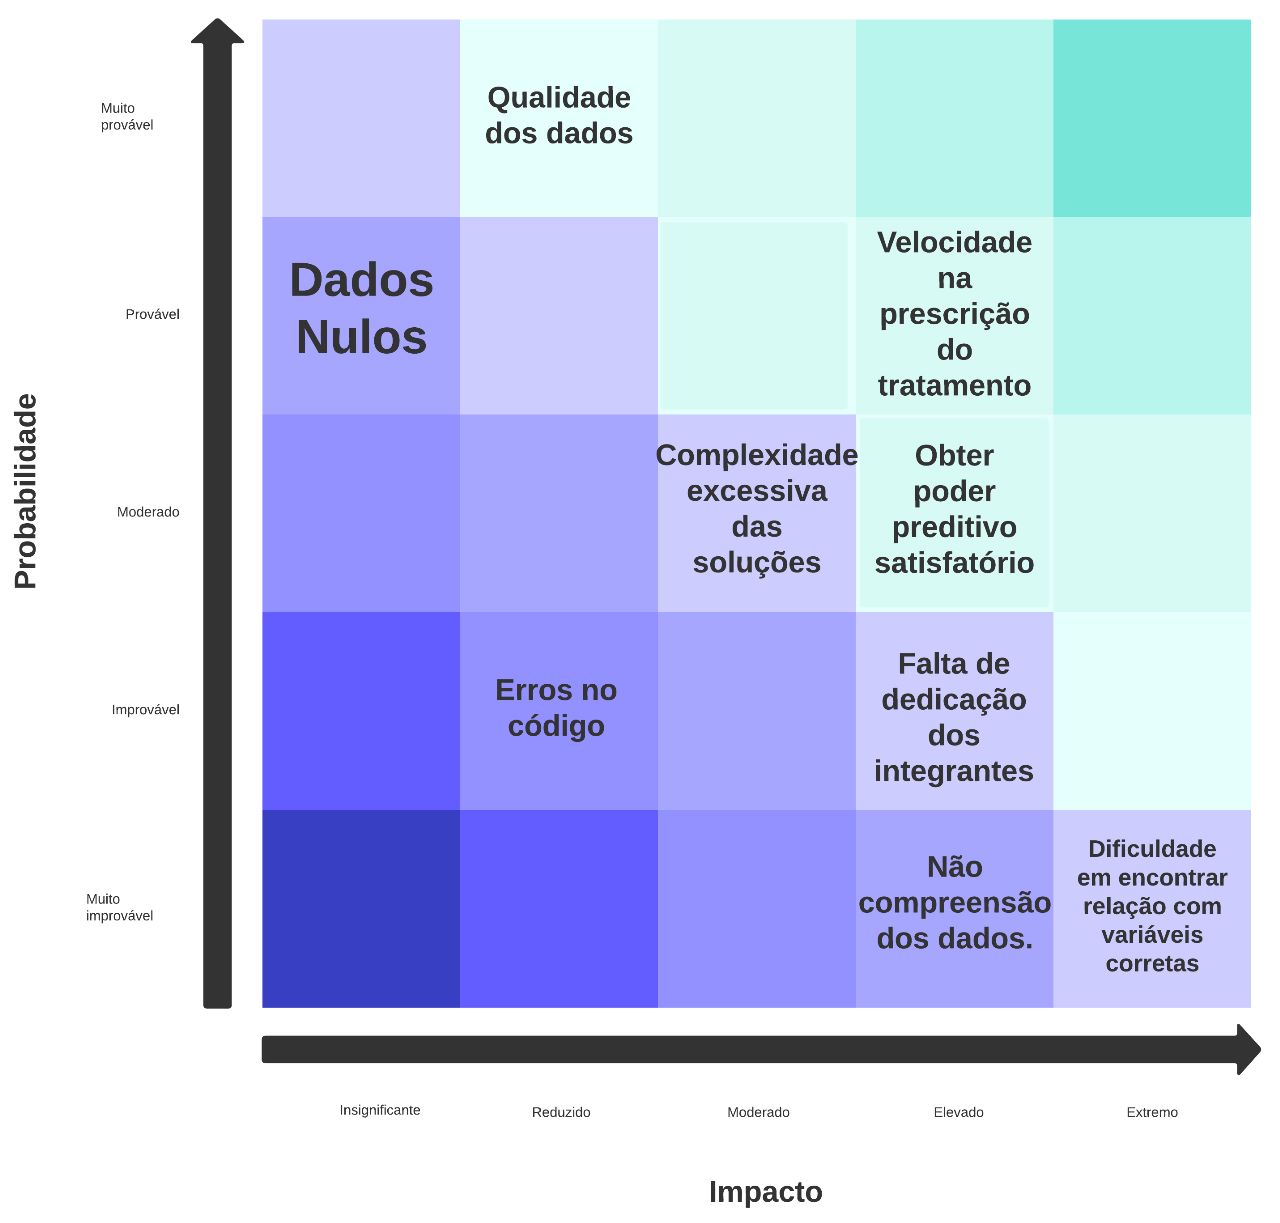 Muito
provável
Qualidade
dos dados
Provável
Dados
Nulos
Velocidade
na
prescrição
do
tratamento
Probabilidade
Moderado
Complexidade
excessiva
das
soluções
Obter
poder
preditivo
satisfatório
Improvável
Erros no
código
Falta de
dedicação
dos
integrantes
Muito
improvável
Não
compreensão
dos dados.
Dificuldade
em encontrar
relação com
variáveis
corretas
Insignificante
Reduzido
Moderado
Elevado
Extremo
Impacto